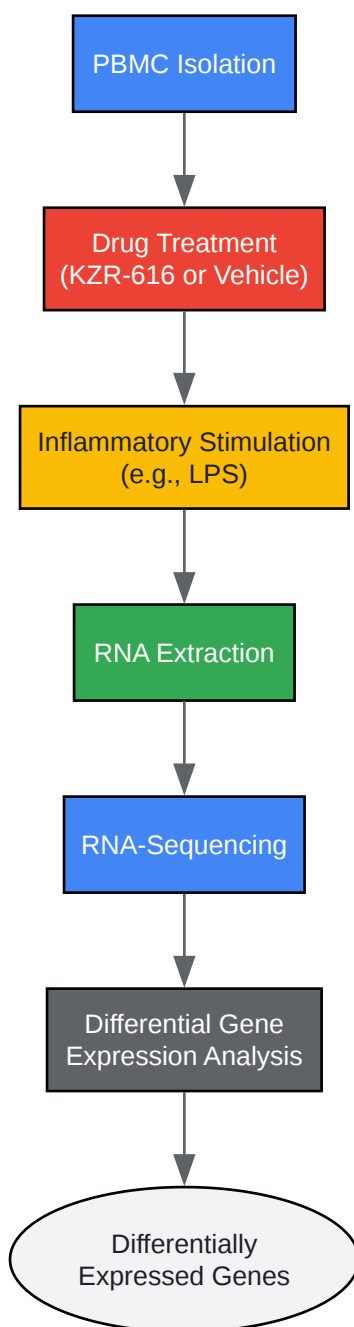 PBMC Isolation
Drug Treatment
(KZR-616 or Vehicle)
Inflammatory Stimulation
(e.g., LPS)
RNA Extraction
RNA-Sequencing
Differential Gene
Expression Analysis
Differentially
Expressed Genes